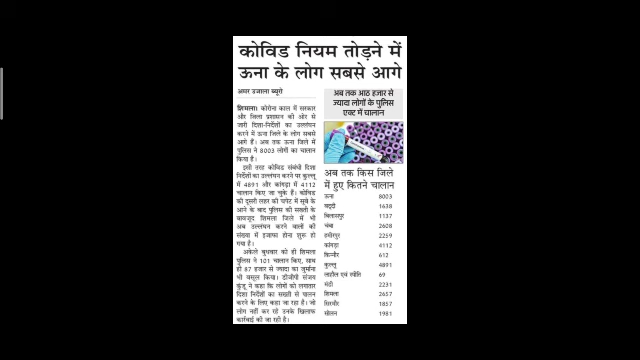 कोविड नियम तोड़ने में
ऊना के लोग सबसे आगे
अमर उजाला ब्यूरो
शिमला। कोरोना काल में सरकार
और जिला प्रशासन की ओर से
जारी दिशा-निर्देशों का उल्लंघन
करने में ऊना जिले के लोग सबसे
आगे हैं। अब तक ऊना जिले में
पुलिस ने 8003 लोगों का चालान
किया है।
इसी तरह कोविड संबंधी दिशा
निर्देशों का उल्लंघन करने पर कुल्लू
में 4891 और कांगड़ा में 4112
चालान किए जा चुके हैं। कोविड
की दूसरी लहर की चपेट में सूबे के
आने के बाद पुलिस की सख्ती के
बावजूद शिमला जिले में भी
अब उल्लंघन करने वालों की
संख्या में इजाफा होना शुरू हो
गया है।
अकेले बुधवार को ही शिमला
पुलिस ने 101 चालान किए, साथ
ही 87 हजार से ज्यादा का जुर्माना
भी वसूल किया। डीजीपी संजय
कुंडू ने कहा कि लोगों को लगातार
दिशा निर्देशों का सख्ती से पालन
करने के लिए कहा जा रहा है। जो
लोग नहीं कर रहे उनके खिलाफ
कार्रवाई की जा रही है।
अब तक आठ हजार से
ज्यादा लोगों के पुलिस
एक्ट में चालान
अब तक किस जिले
में हुए कितने चालान
ऊना 8003
बद्दी 1638
बिलासपुर 1137
चंबा 2608
हमीरपुर 2259
कांगड़ा 4112
किन्नौर 612
कुल्लू 4891
लाहौल एवं स्पीति 69
मंडी 2231
शिमला 2657
सिरमौर 1857
सोलन 1981